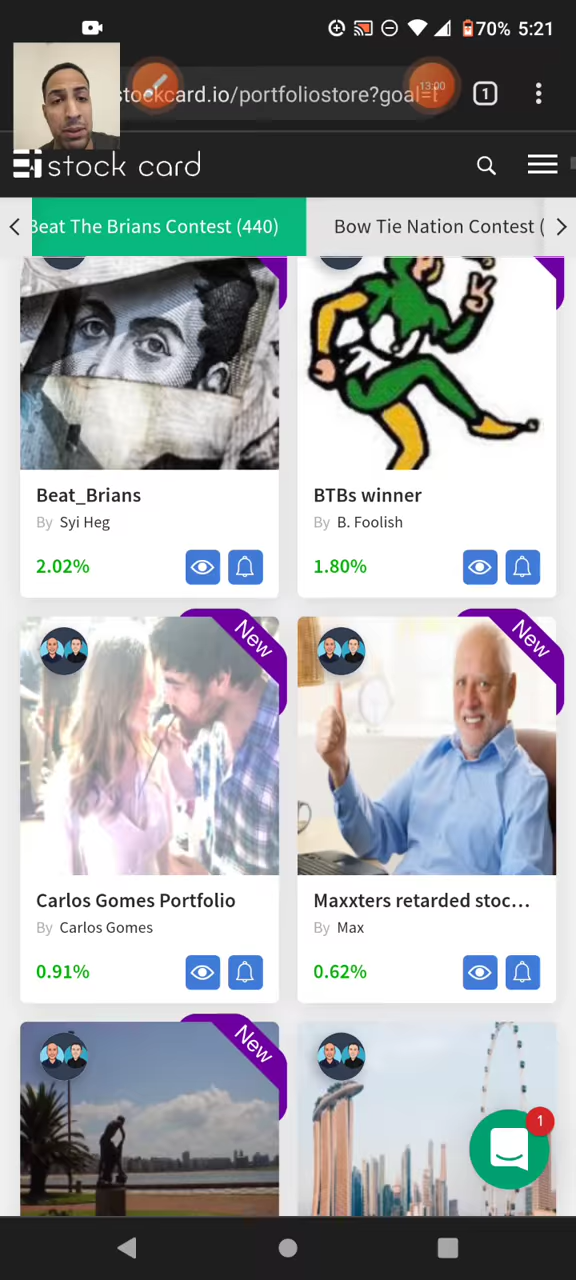 70% 5:21
stockcard.io/portfoliostore?goal=t
13:00
1
stock card
Beat The Brians Contest (440)
Bow Tie Nation Contest (
Beat_Brians
By Syi Heg
2.02%
BTBs winner
By B. Foolish
1.80%
New
New
Carlos Gomes Portfolio
By Carlos Gomes
0.91%
Maxxters retarded stoc...
By Max
0.62%
New
1